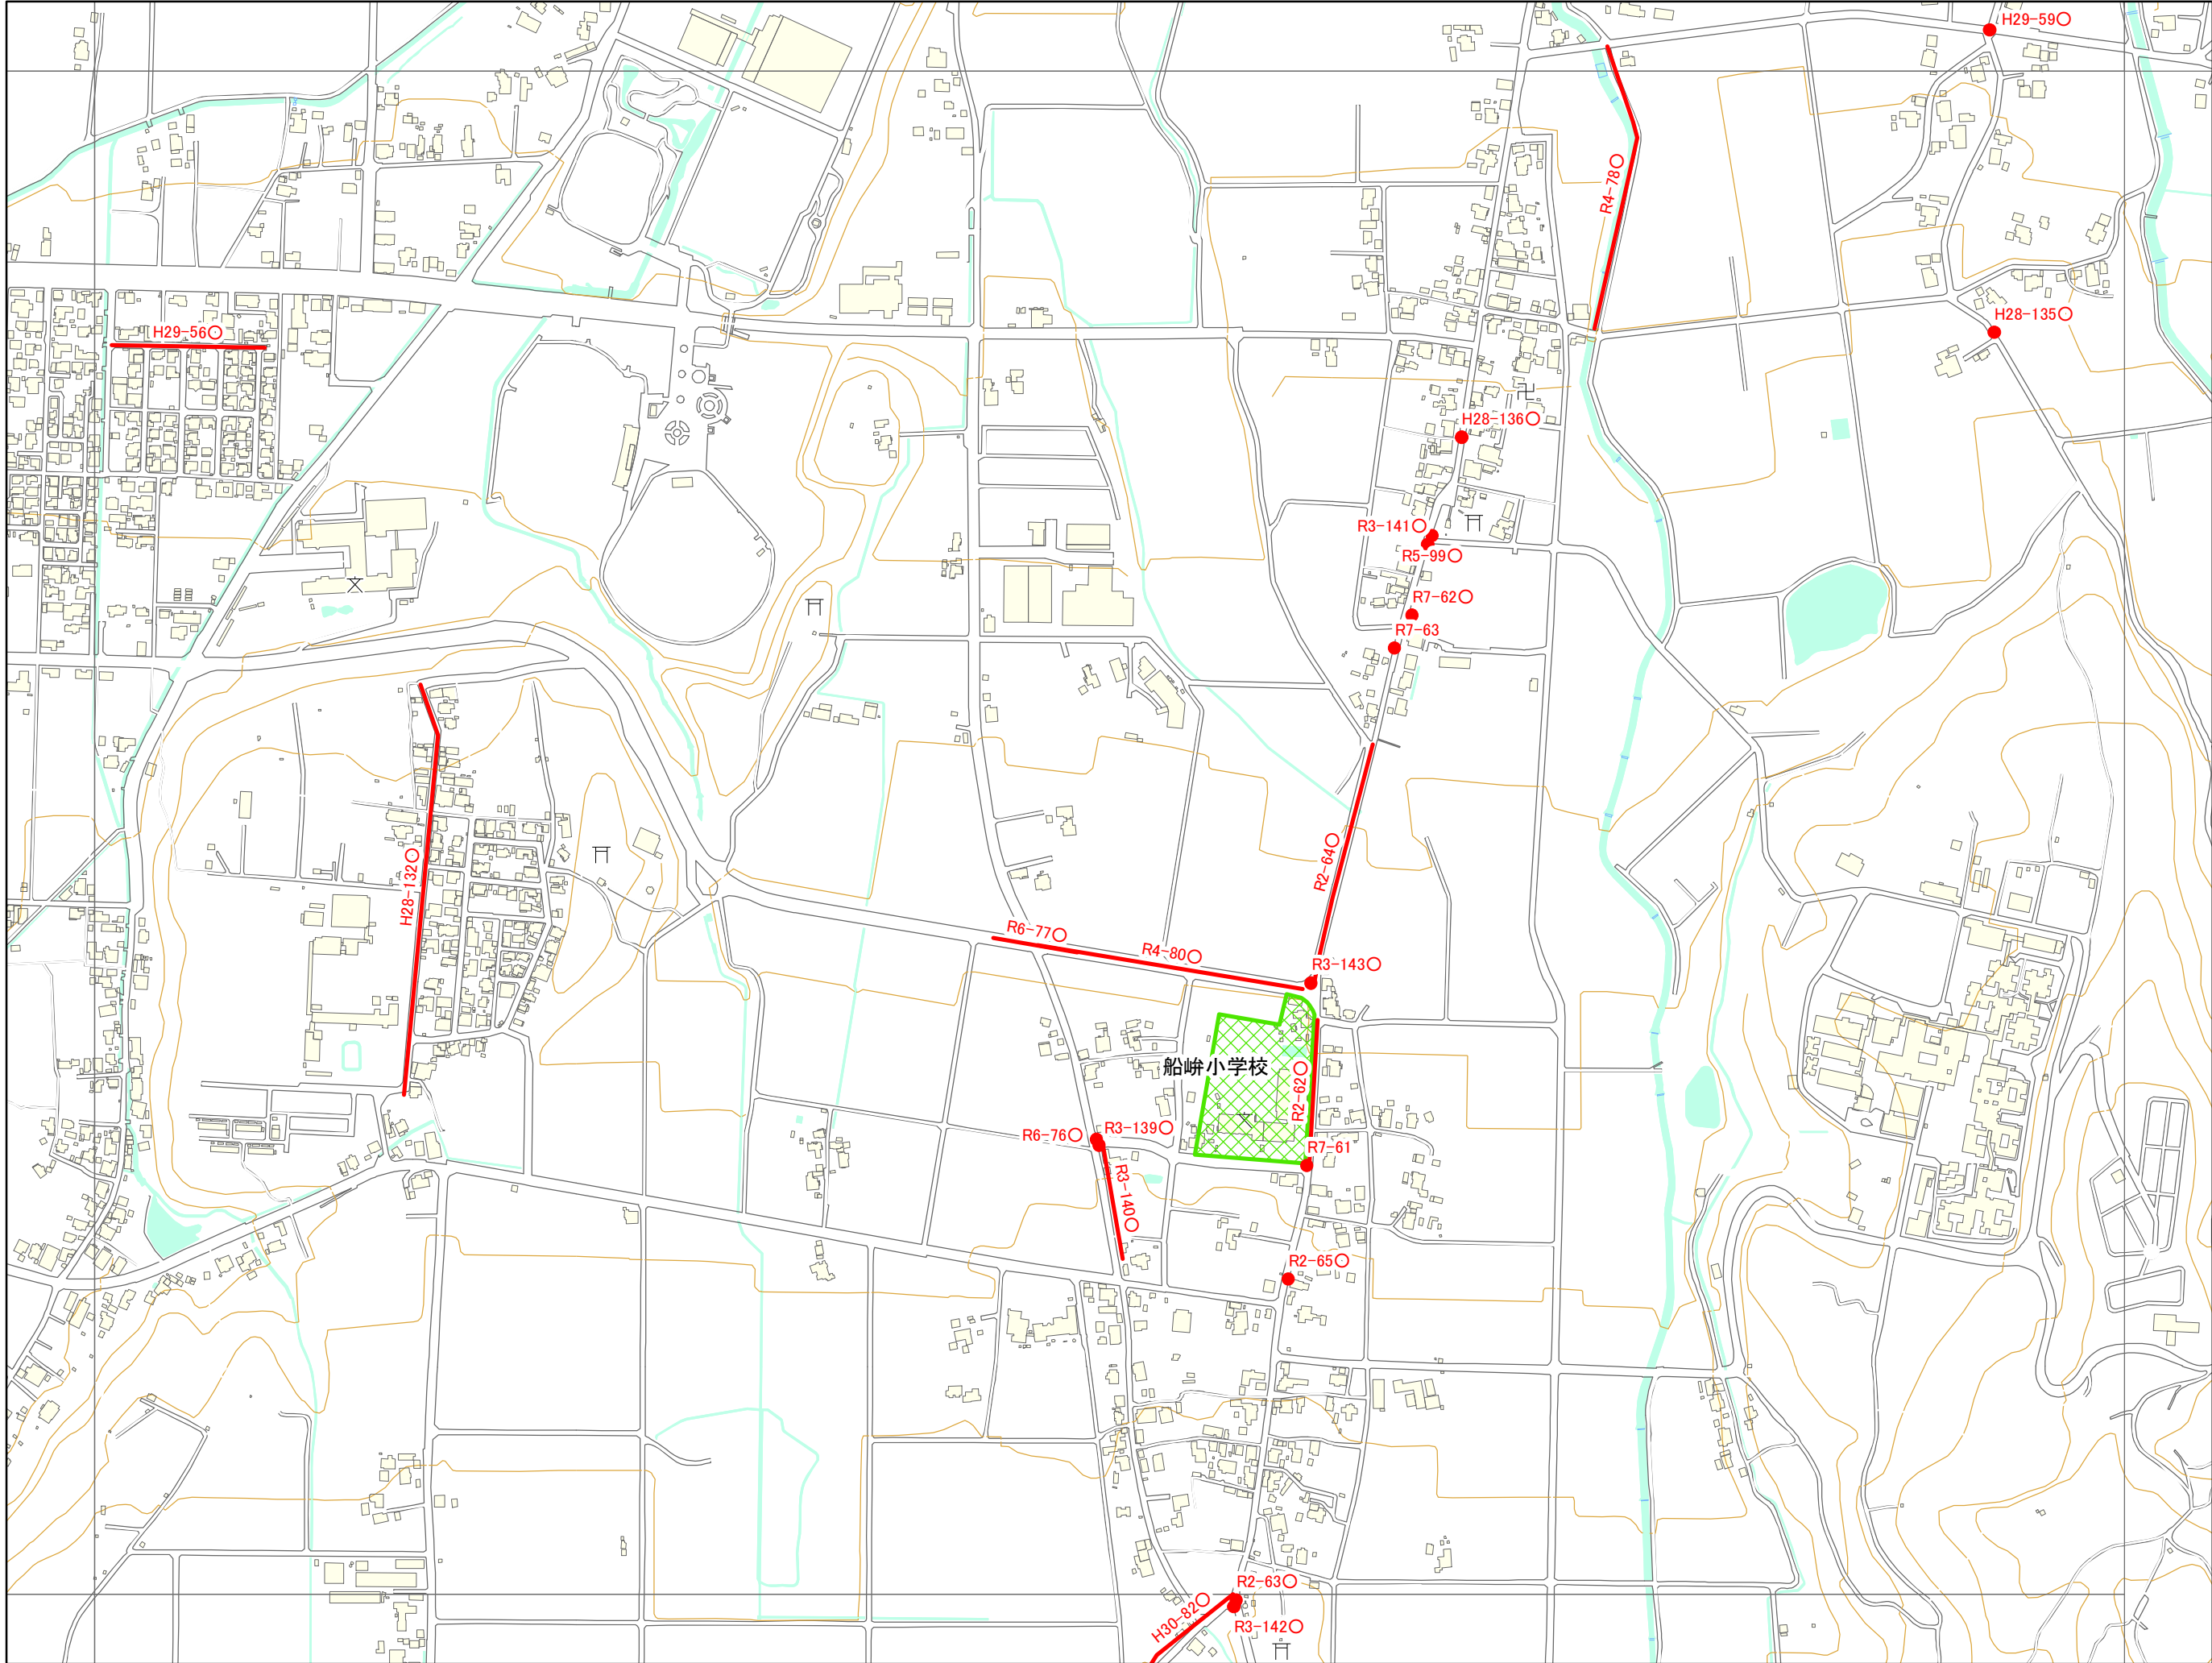 H29-59○
R4-78○
H28-135○
H29-56○
H28-136○
R3-141○
R5-99○
R7-62○
R7-63
R2-64○
H28-132○
R6-77○
R4-80○
R3-143○
船峅小学校
R2-62○
文
文
R6-76○
R3-139○
R7-61
R3-140○
R2-65○
R2-63○
H30-82○
R3-142○